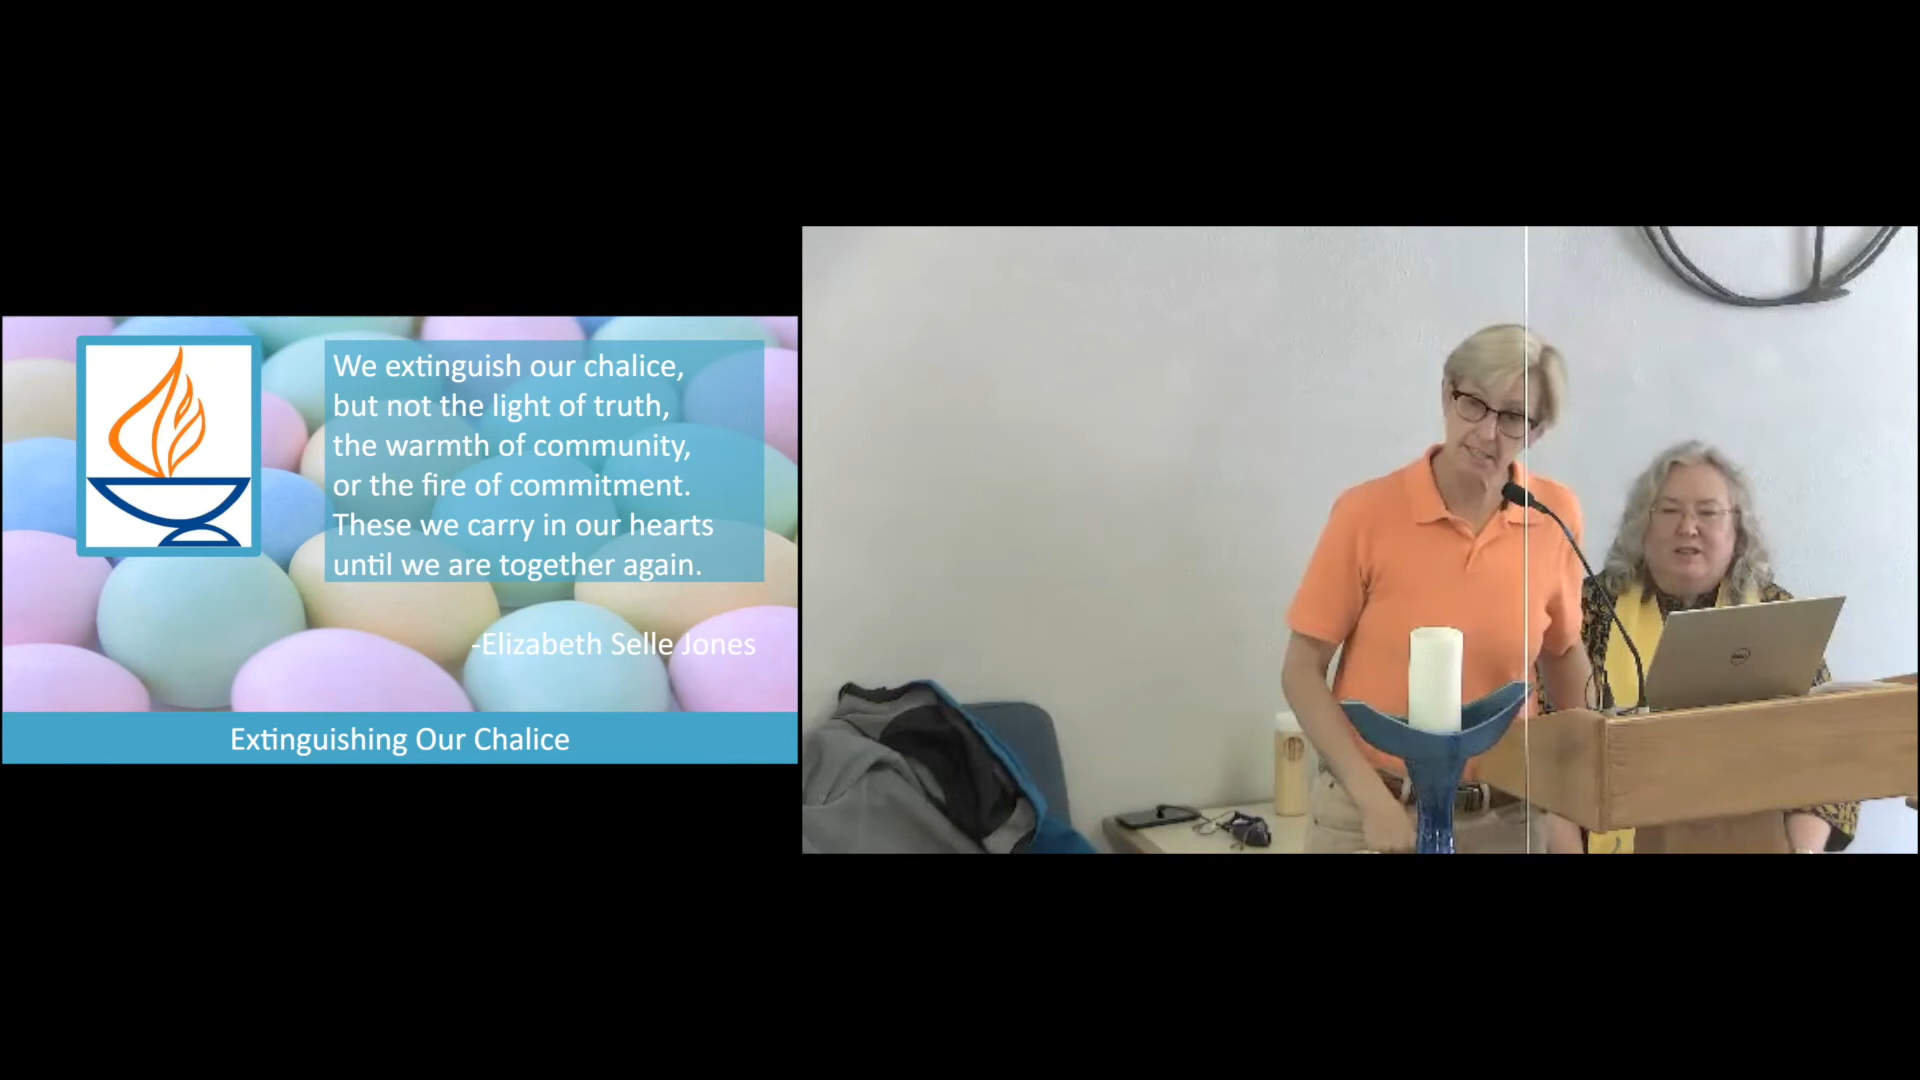 We extinguish our chalice,
but not the light of truth,
the warmth of community,
or the fire of commitment.
These we carry in our hearts
until we are together again.
-Elizabeth Selle Jones
Extinguishing Our Chalice
DELL